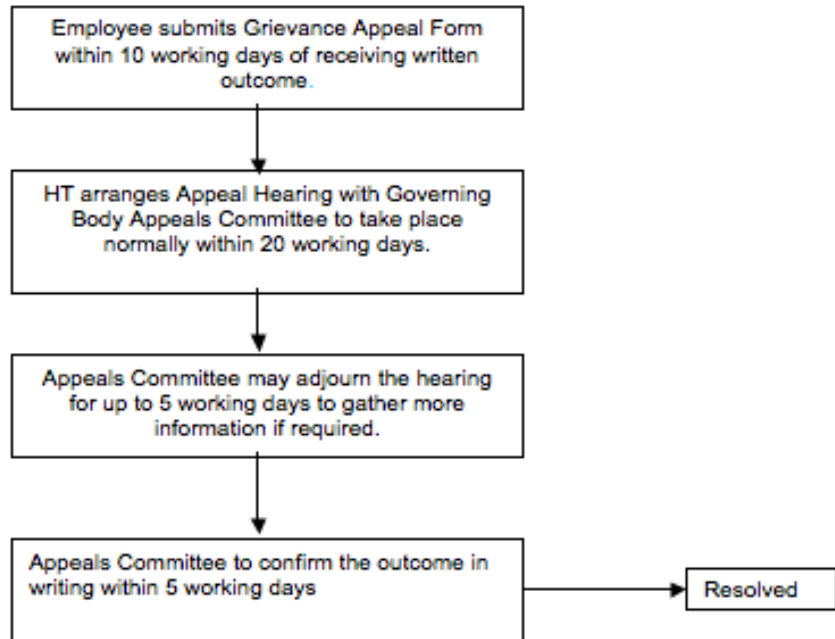 Employee submits Grievance Appeal Form
within 10 working days of receiving written
outcome.
HT arranges Appeal Hearing with Governing
Body Appeals Committee to take place
normally within 20 working days.
Appeals Committee may adjourn the hearing
for up to 5 working days to gather more
information if required.
Appeals Committee to confirm the outcome in
writing within 5 working days
Resolved